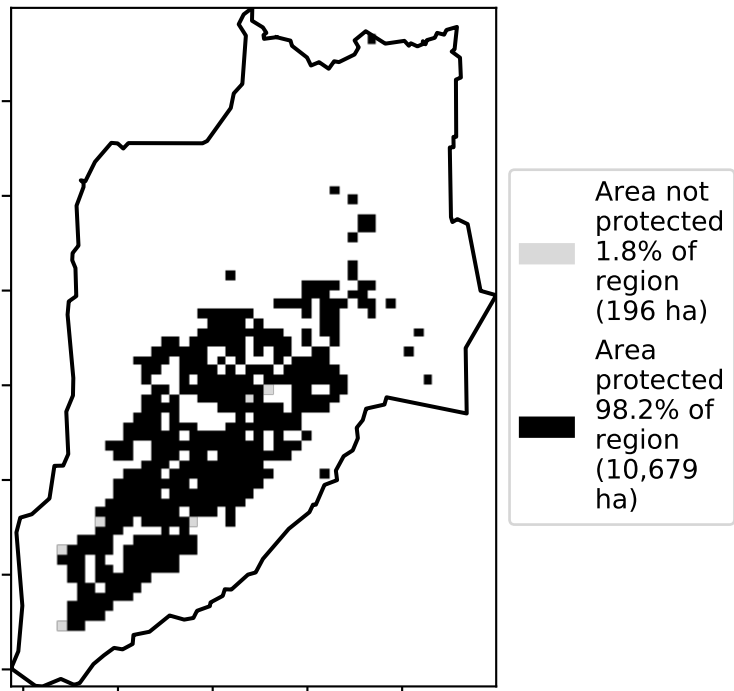 Area not
protected
1.8% of
region
(196 ha)
Area
protected
98.2% of
region
(10,679
ha)